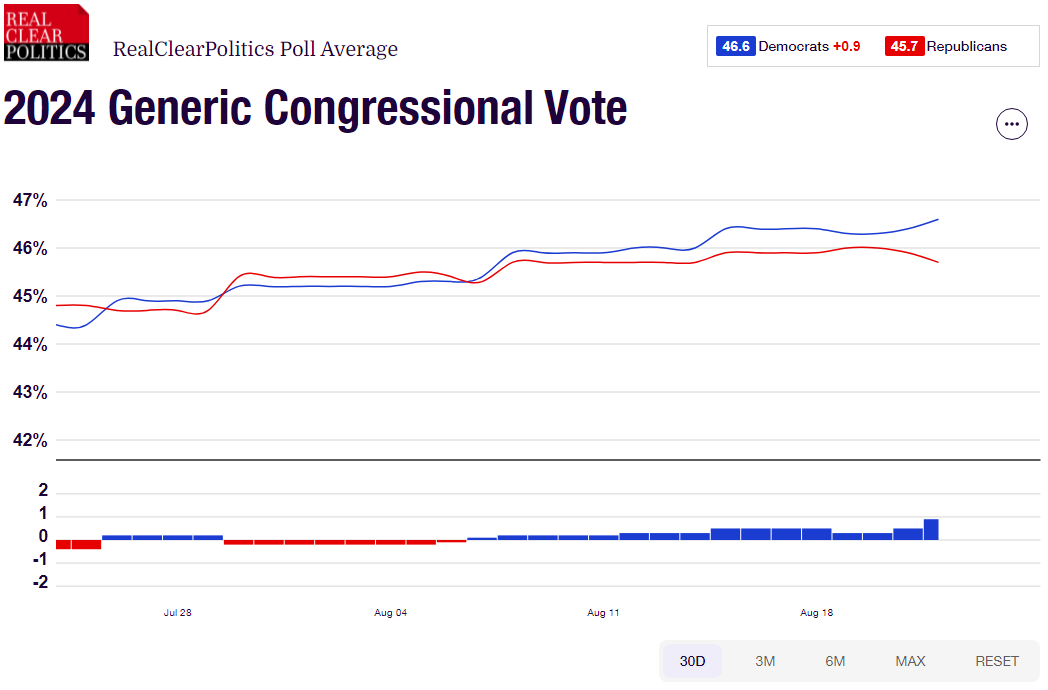 REAL
CLEAR
POLITICS
RealClearPolitics Poll Average
46.6 Democrats +0.9 45.7 Republicans
2024 Generic Congressional Vote
47%
46%
45%
44%
43%
42%
2
1
0
-1
-2
Jul 28 Aug 04 Aug 11 Aug 18
30D 3M 6M MAX RESET